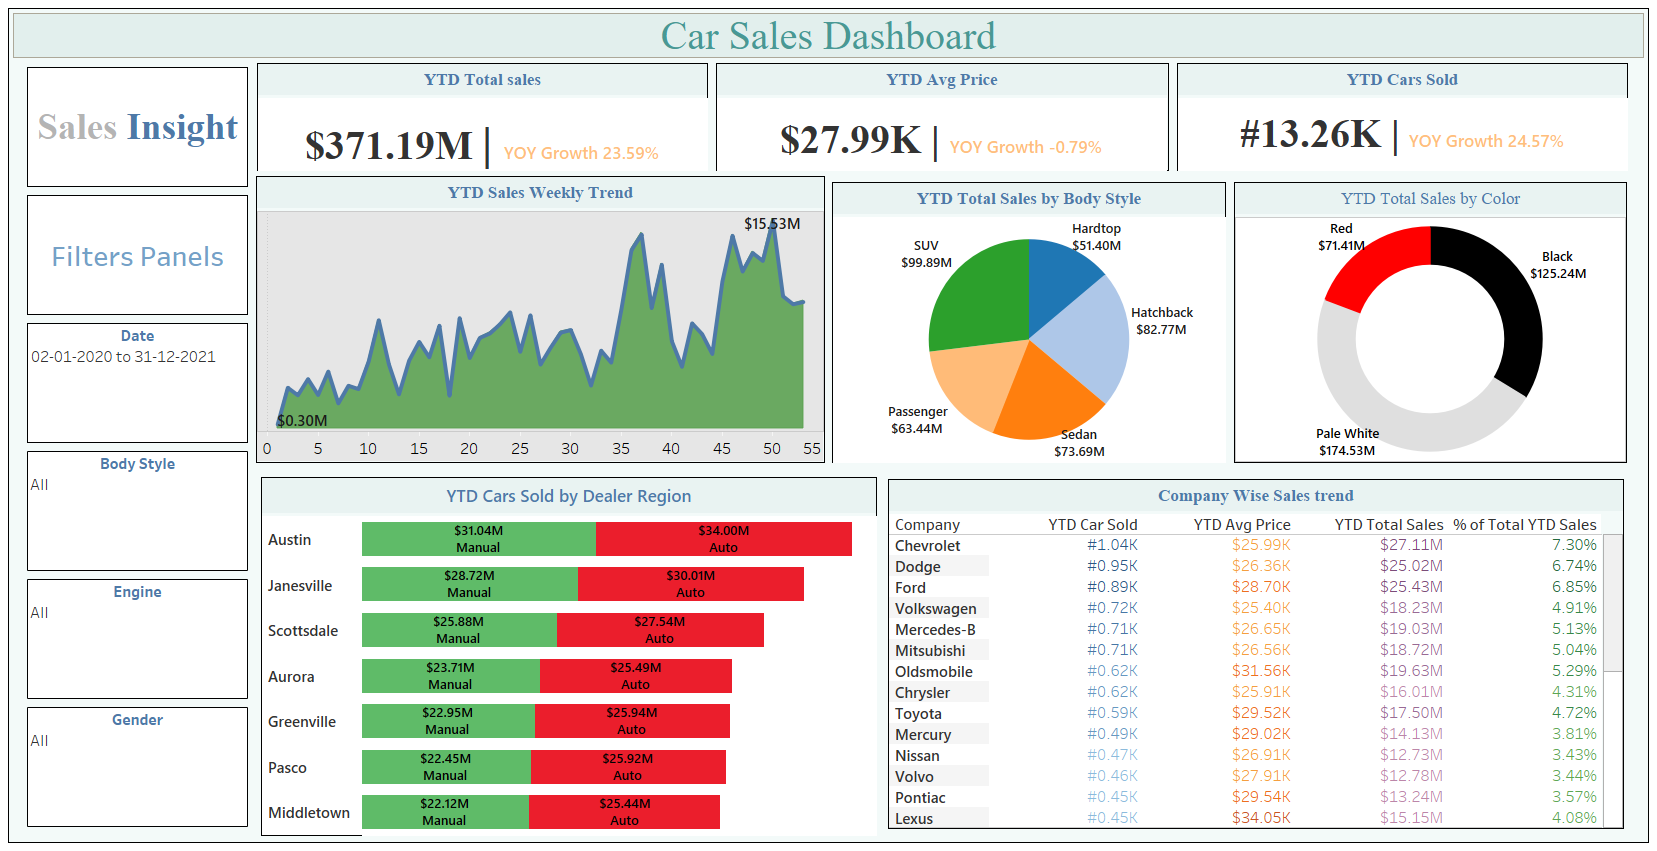 Car Sales Dashboard
Sales Insight
YTD Total sales
$371.19M | YOY Growth 23.59%
YTD Avg Price
$27.99K | YOY Growth -0.79%
YTD Cars Sold
#13.26K | YOY Growth 24.57%
Filters Panels
Date
02-01-2020 to 31-12-2021
Body Style
All
Engine
All
Gender
All
YTD Sales Weekly Trend
$15.53M
$0.30M
0 5 10 15 20 25 30 35 40 45 50 55
YTD Total Sales by Body Style
Hardtop
$51.40M
SUV
$99.89M
Hatchback
$82.77M
Passenger
$63.44M
Sedan
$73.69M
YTD Total Sales by Color
Red
$71.41M
Black
$125.24M
Pale White
$174.53M
YTD Cars Sold by Dealer Region
Austin
$31.04M
Manual
$34.00M
Auto
Janesville
$28.72M
Manual
$30.01M
Auto
Scottsdale
$25.88M
Manual
$27.54M
Auto
Aurora
$23.71M
Manual
$25.49M
Auto
Greenville
$22.95M
Manual
$25.94M
Auto
Pasco
$22.45M
Manual
$25.92M
Auto
Middletown
$22.12M
Manual
$25.44M
Auto
Company Wise Sales trend
Company YTD Car Sold YTD Avg Price YTD Total Sales % of Total YTD Sales
Chevrolet #1.04K $25.99K $27.11M 7.30%
Dodge #0.95K $26.36K $25.02M 6.74%
Ford #0.89K $28.70K $25.43M 6.85%
Volkswagen #0.72K $25.40K $18.23M 4.91%
Mercedes-B #0.71K $26.65K $19.03M 5.13%
Mitsubishi #0.71K $26.56K $18.72M 5.04%
Oldsmobile #0.62K $31.56K $19.63M 5.29%
Chrysler #0.62K $25.91K $16.01M 4.31%
Toyota #0.59K $29.52K $17.50M 4.72%
Mercury #0.49K $29.02K $14.13M 3.81%
Nissan #0.47K $26.91K $12.73M 3.43%
Volvo #0.46K $27.91K $12.78M 3.44%
Pontiac #0.45K $29.54K $13.24M 3.57%
Lexus #0.45K $34.05K $15.15M 4.08%